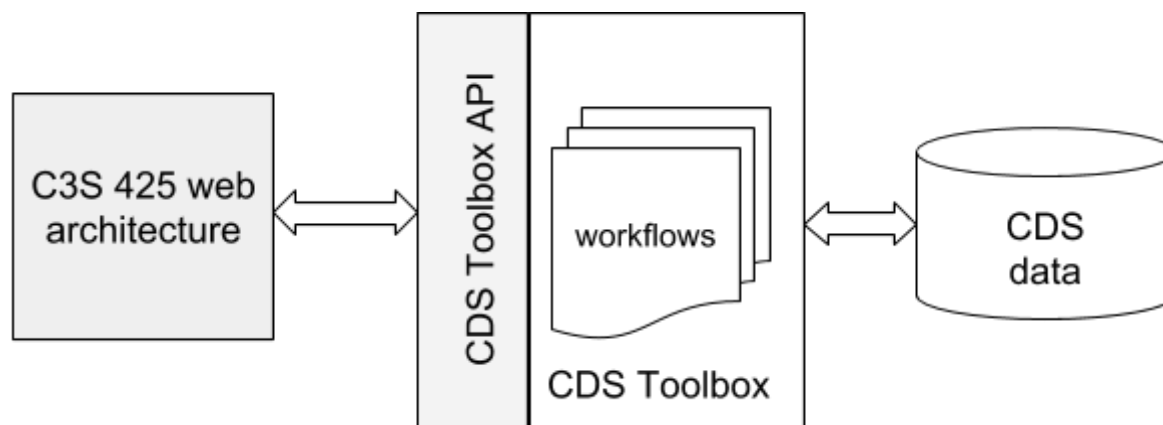 C3S 425 web
architecture
CDS Toolbox API
workflows
CDS Toolbox
CDS
data